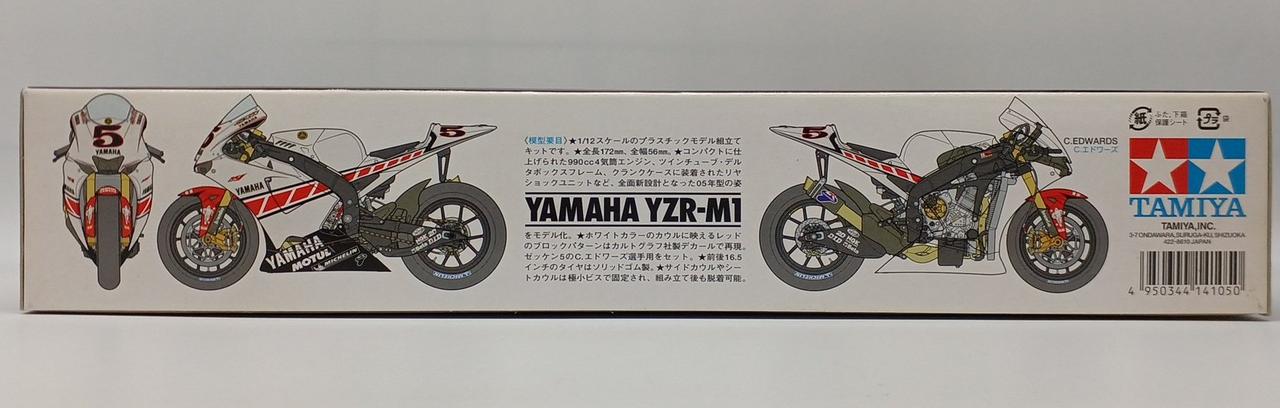 5
YAMAHA
5
YAMAHA
YAMAHA
MOTUL
MICHELIN
MICHELIN
〈模型要目〉★1/12スケールのプラスチックモデル組立て
キットです。★全長172mm、全幅56mm。★コンパクトに仕
上げられた990cc4気筒エンジン、ツインチューブ・デル
タボックスフレーム、クランクケースに装着されたリヤ
ショックユニットなど、全面新設計となった05年型の姿
YAMAHA YZR-M1
をモデル化。★ホワイトカラーのカウルに映えるレッド
のブロックパターンはカルトグラフ社製デカールで再現。
ゼッケン5のC.エドワーズ選手用をセット。★前後16.5
インチのタイヤはソリッドゴム製。★サイドカウルやシー
トカウルは極小ビスで固定され、組み立て後も脱着可能。
5
MICHELIN
C.EDWARDS
C.エドワーズ
紙
ふた、下箱
保護シート
プラ
袋
TAMIYA
TAMIYA,INC.
3-7 ONDAWARA, SURUGA-KU, SHIZUOKA
422-8610 JAPAN
4 950344 141050